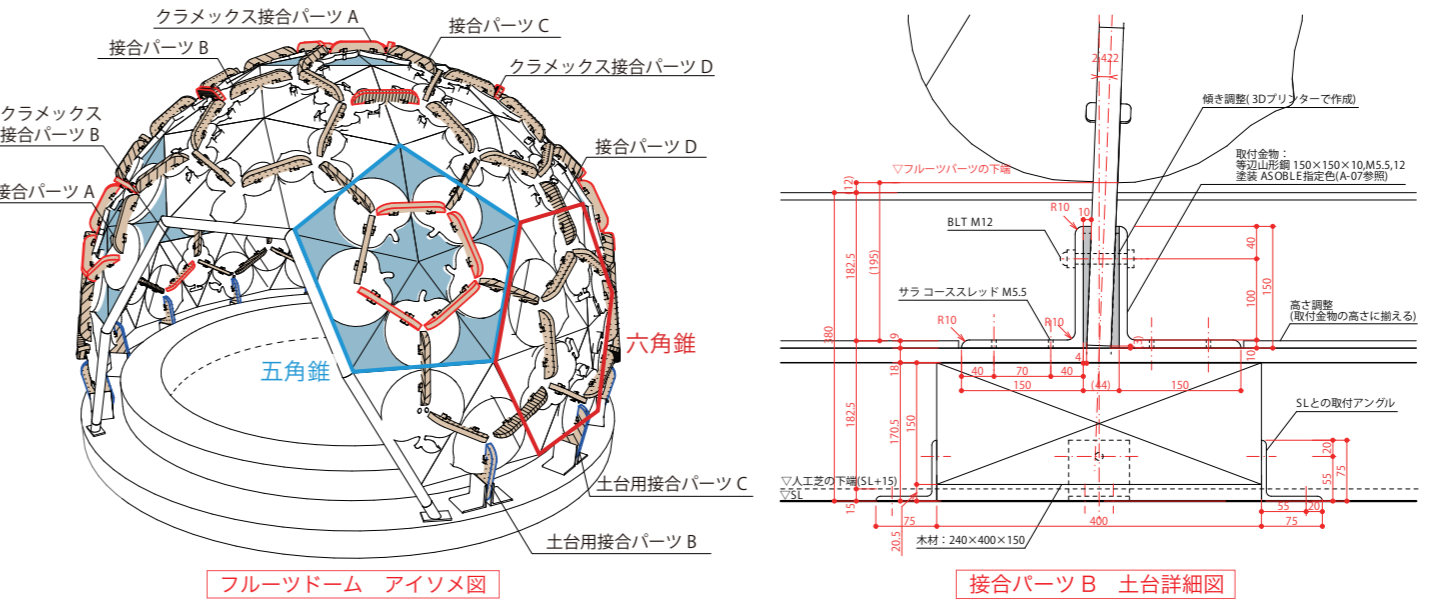 クラメックス接合パーツ A
接合パーツ C
接合パーツ B
クラメックス接合パーツ D
クラメックス
接合パーツ B
接合パーツ D
接合パーツ A
五角錐
六角錐
土台用接合パーツ C
土台用接合パーツ B
フルーツドーム　アイソメ図
2.422
傾き調整( 3Dプリンターで作成)
取付金物：
等辺山形鋼 150×150×10,M5.5,12
塗装 ASOBLE指定色(A-07参照)
▽フルーツパーツの下端
(12)
R10
10
BLT M12
40
182.5
(195)
100
150
サラ コーススレッド M5.5
高さ調整
(取付金物の高さに揃える)
R10
R10
380
9
(3)
10
18
4
40
70
40
150
(44)
150
SLとの取付アングル
182.5
170.5
150
20
55
75
▽人工芝の下端(SL+15)
▽SL
15
55
20
75
400
75
20.5
木材：240×400×150
接合パーツ B　土台詳細図